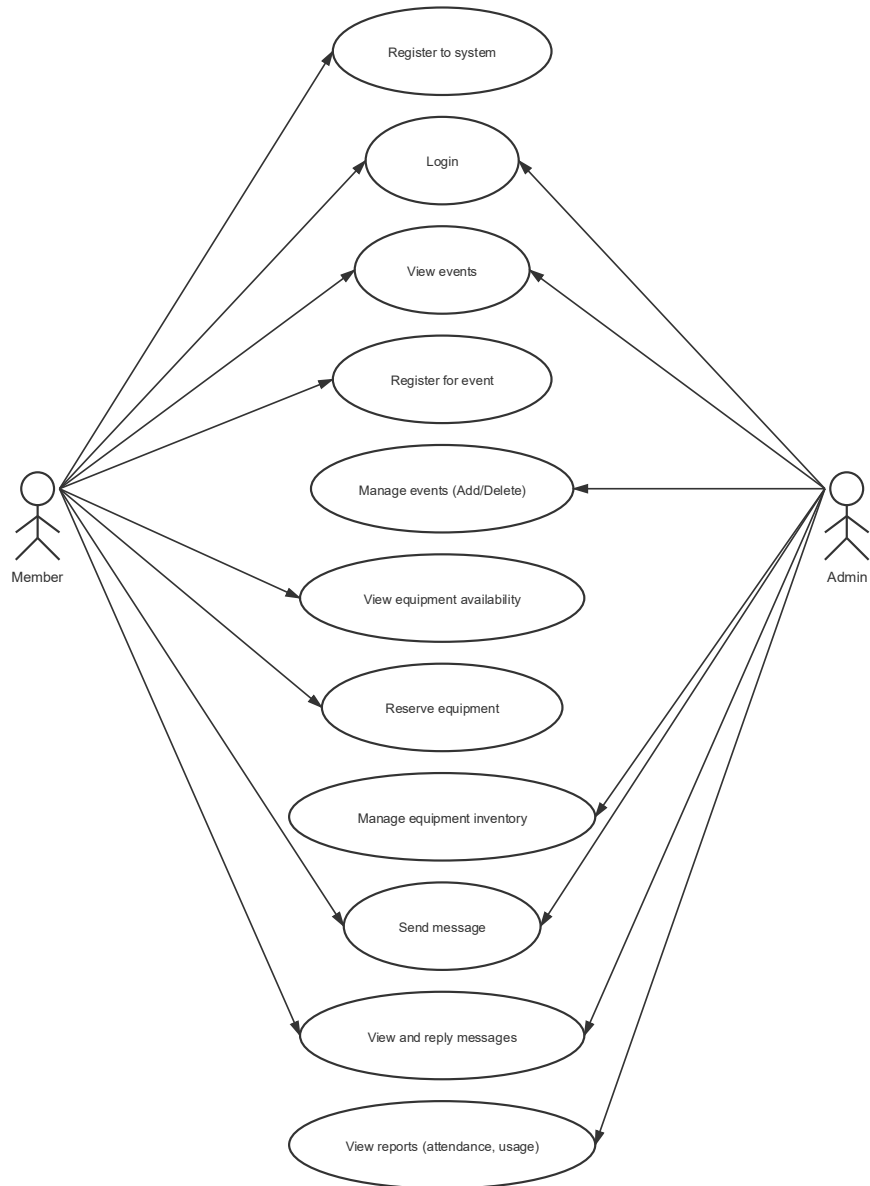 Register to system
Login
View events
Register for event
Manage events (Add/Delete)
Member
Admin
View equipment availability
Reserve equipment
Manage equipment inventory
Send message
View and reply messages
View reports (attendance, usage)